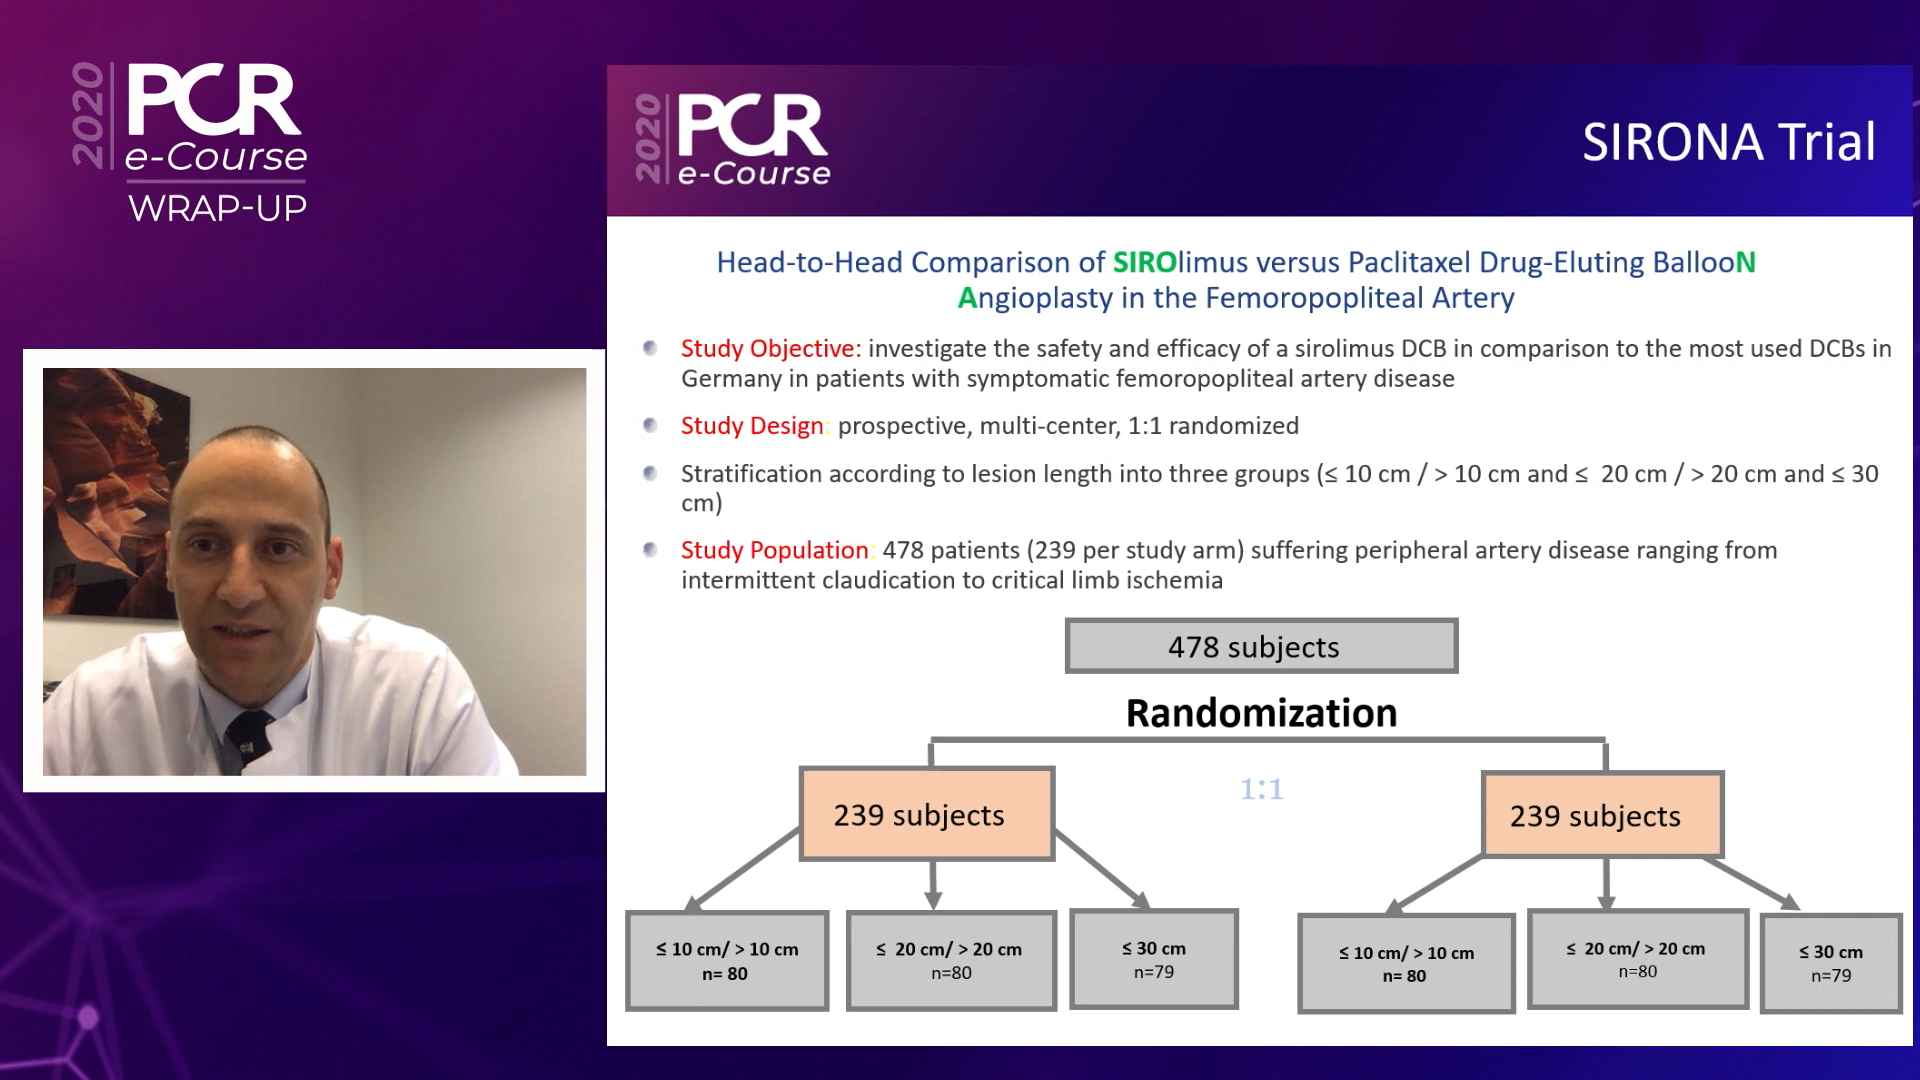 2020
PCR
e-Course
WRAP-UP
2020
PCR
e-Course
SIRONA Trial
Head-to-Head Comparison of SIROlimus versus Paclitaxel Drug-Eluting BallooN
Angioplasty in the Femoropopliteal Artery
Study Objective: investigate the safety and efficacy of a sirolimus DCB in comparison to the most used DCBs in
Germany in patients with symptomatic femoropopliteal artery disease
Study Design: prospective, multi-center, 1:1 randomized
Stratification according to lesion length into three groups (≤ 10 cm / > 10 cm and ≤ 20 cm / > 20 cm and ≤ 30
cm)
Study Population: 478 patients (239 per study arm) suffering peripheral artery disease ranging from
intermittent claudication to critical limb ischemia
478 subjects
Randomization
1:1
239 subjects
239 subjects
≤ 10 cm/ > 10 cm
n= 80
≤ 20 cm/ > 20 cm
n=80
≤ 30 cm
n=79
≤ 10 cm/ > 10 cm
n= 80
≤ 20 cm/ > 20 cm
n=80
≤ 30 cm
n=79